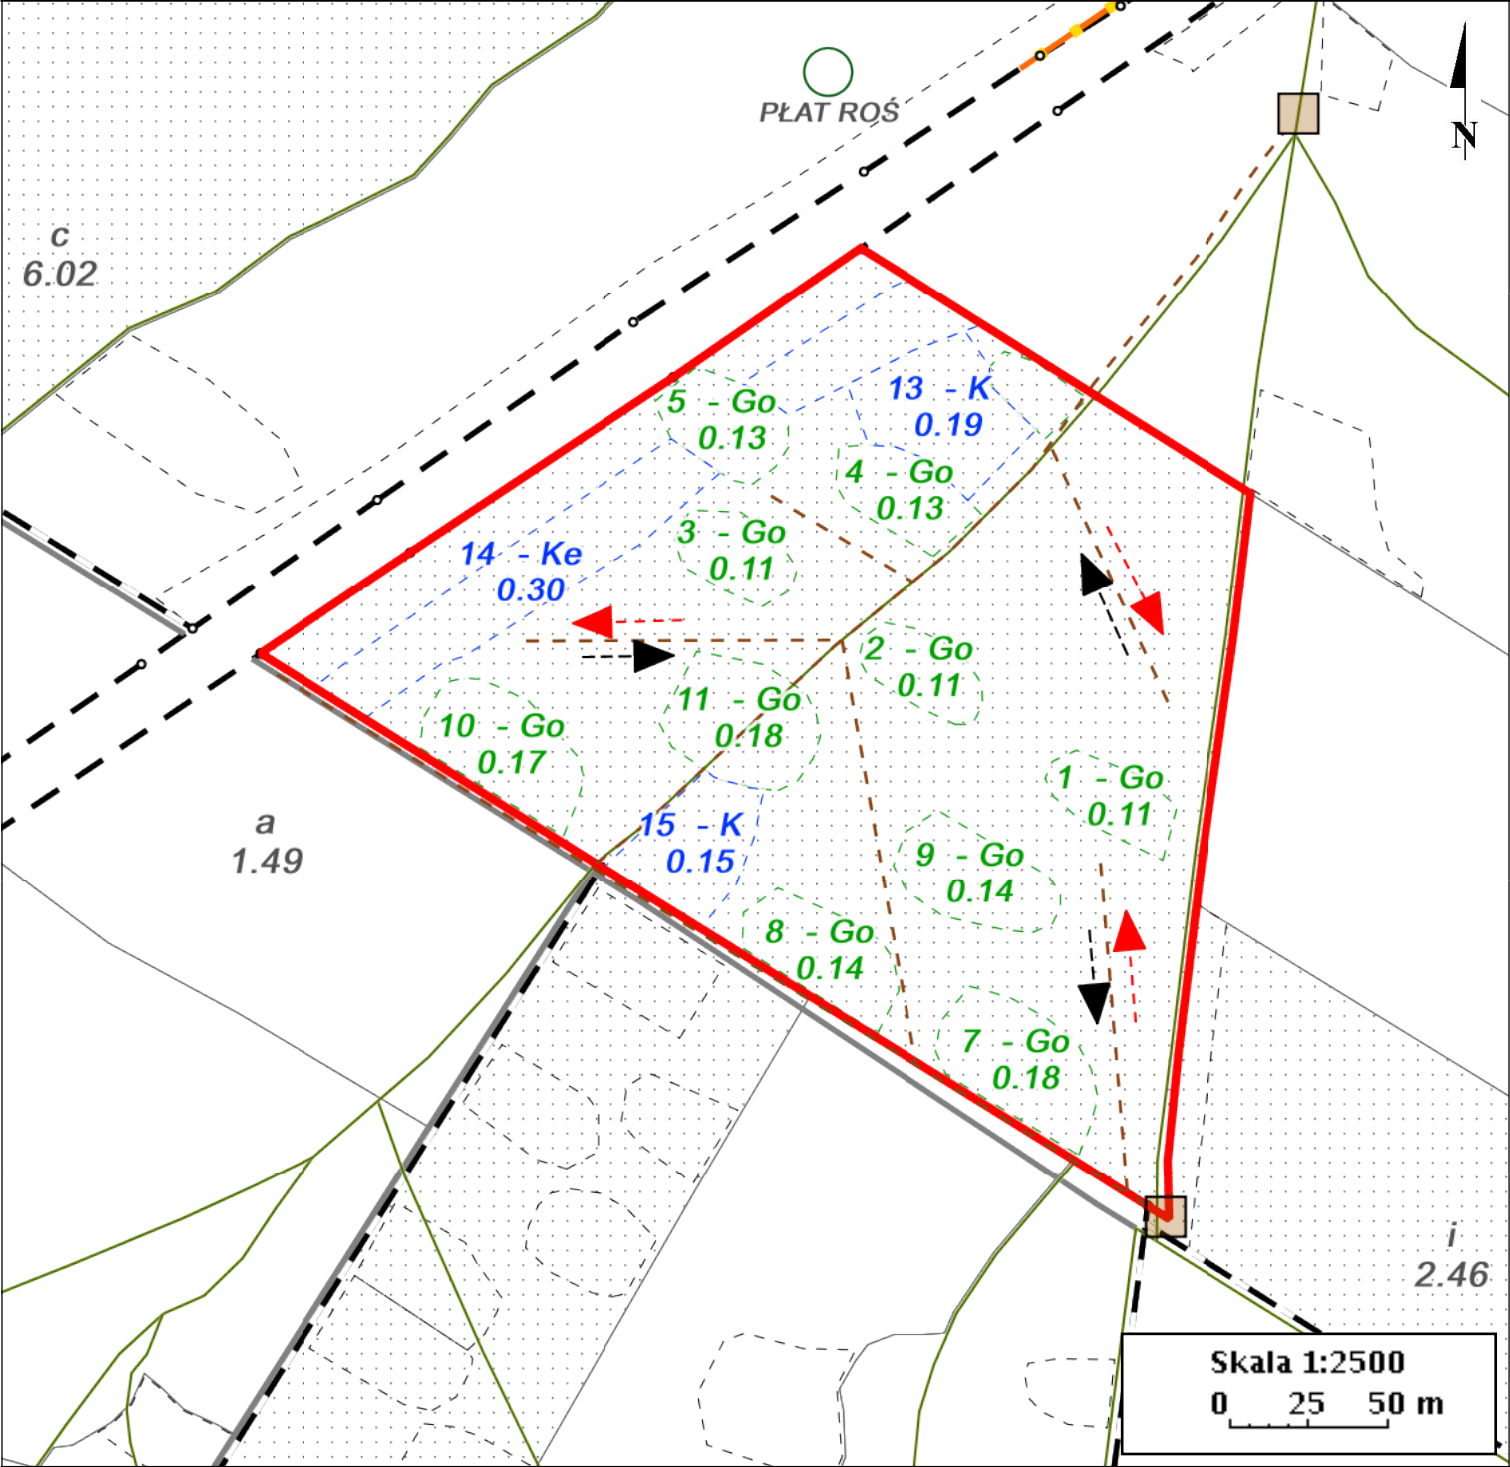 PŁAT ROŚ
N
c
6.02
5 - Go
0.13
13 - K
0.19
4 - Go
0.13
3 - Go
0.11
14 - Ke
0.30
2 - Go
0.11
11 - Go
0.18
10 - Go
0.17
1 - Go
0.11
a
1.49
15 - K
0.15
9 - Go
0.14
8 - Go
0.14
7 - Go
0.18
i
2.46
Skala 1:2500
0 25 50 m